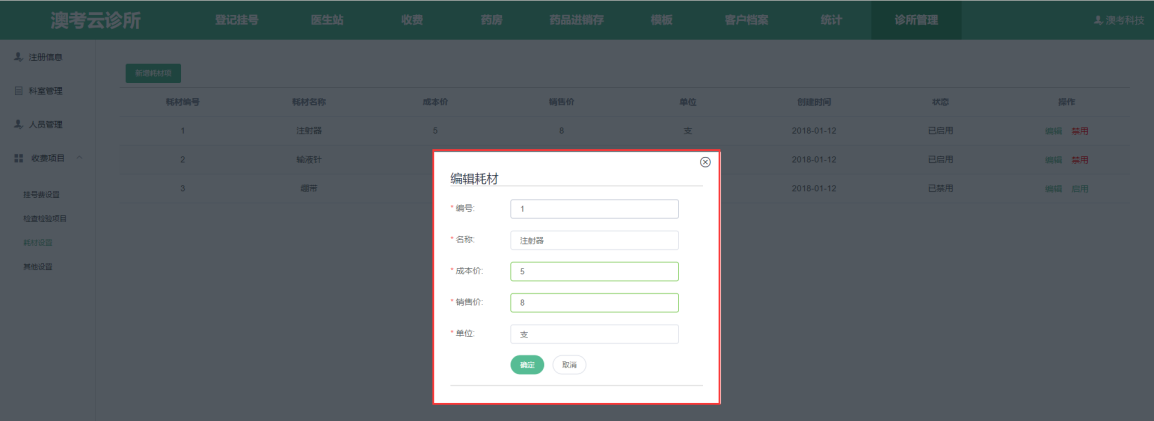 澳考云诊所 登记挂号 医生站 收费 药房 药品进销存 模板 客户档案 统计 诊所管理 澳考科技
注册信息
科室管理
人员管理
收费项目
挂号费设置
检查检验项目
耗材设置
其他设置
新增耗材项
耗材编号 耗材名称 成本价 销售价 单位 创建时间 状态 操作
1 注射器 5 8 支 2018-01-12 已启用 编辑 禁用
2 输液针 2018-01-12 已启用 编辑 禁用
3 绷带 2018-01-12 已禁用 编辑 启用
编辑耗材
* 编号: 1
* 名称: 注射器
* 成本价: 5
* 销售价: 8
* 单位: 支
确定 取消